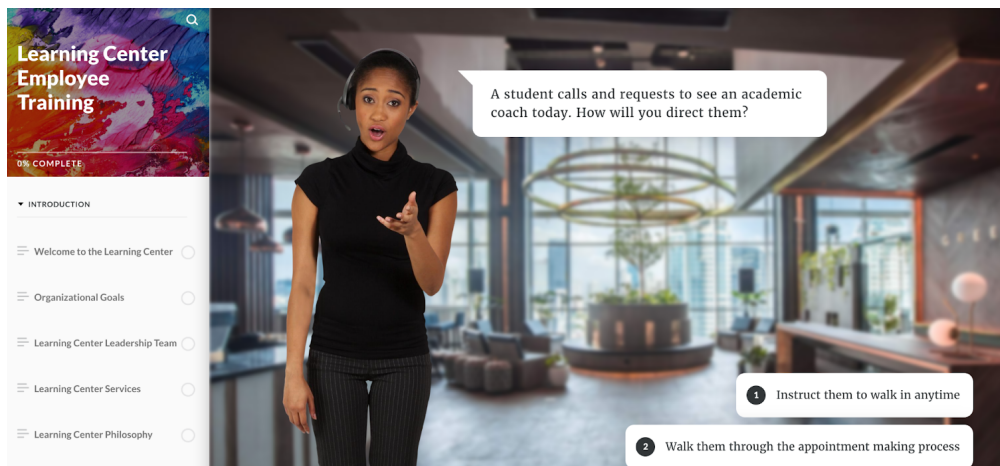 Learning Center
Employee
Training
0% COMPLETE
INTRODUCTION
Welcome to the Learning Center
Organizational Goals
Learning Center Leadership Team
Learning Center Services
Learning Center Philosophy
A student calls and requests to see an academic
coach today. How will you direct them?
1 Instruct them to walk in anytime
2 Walk them through the appointment making process